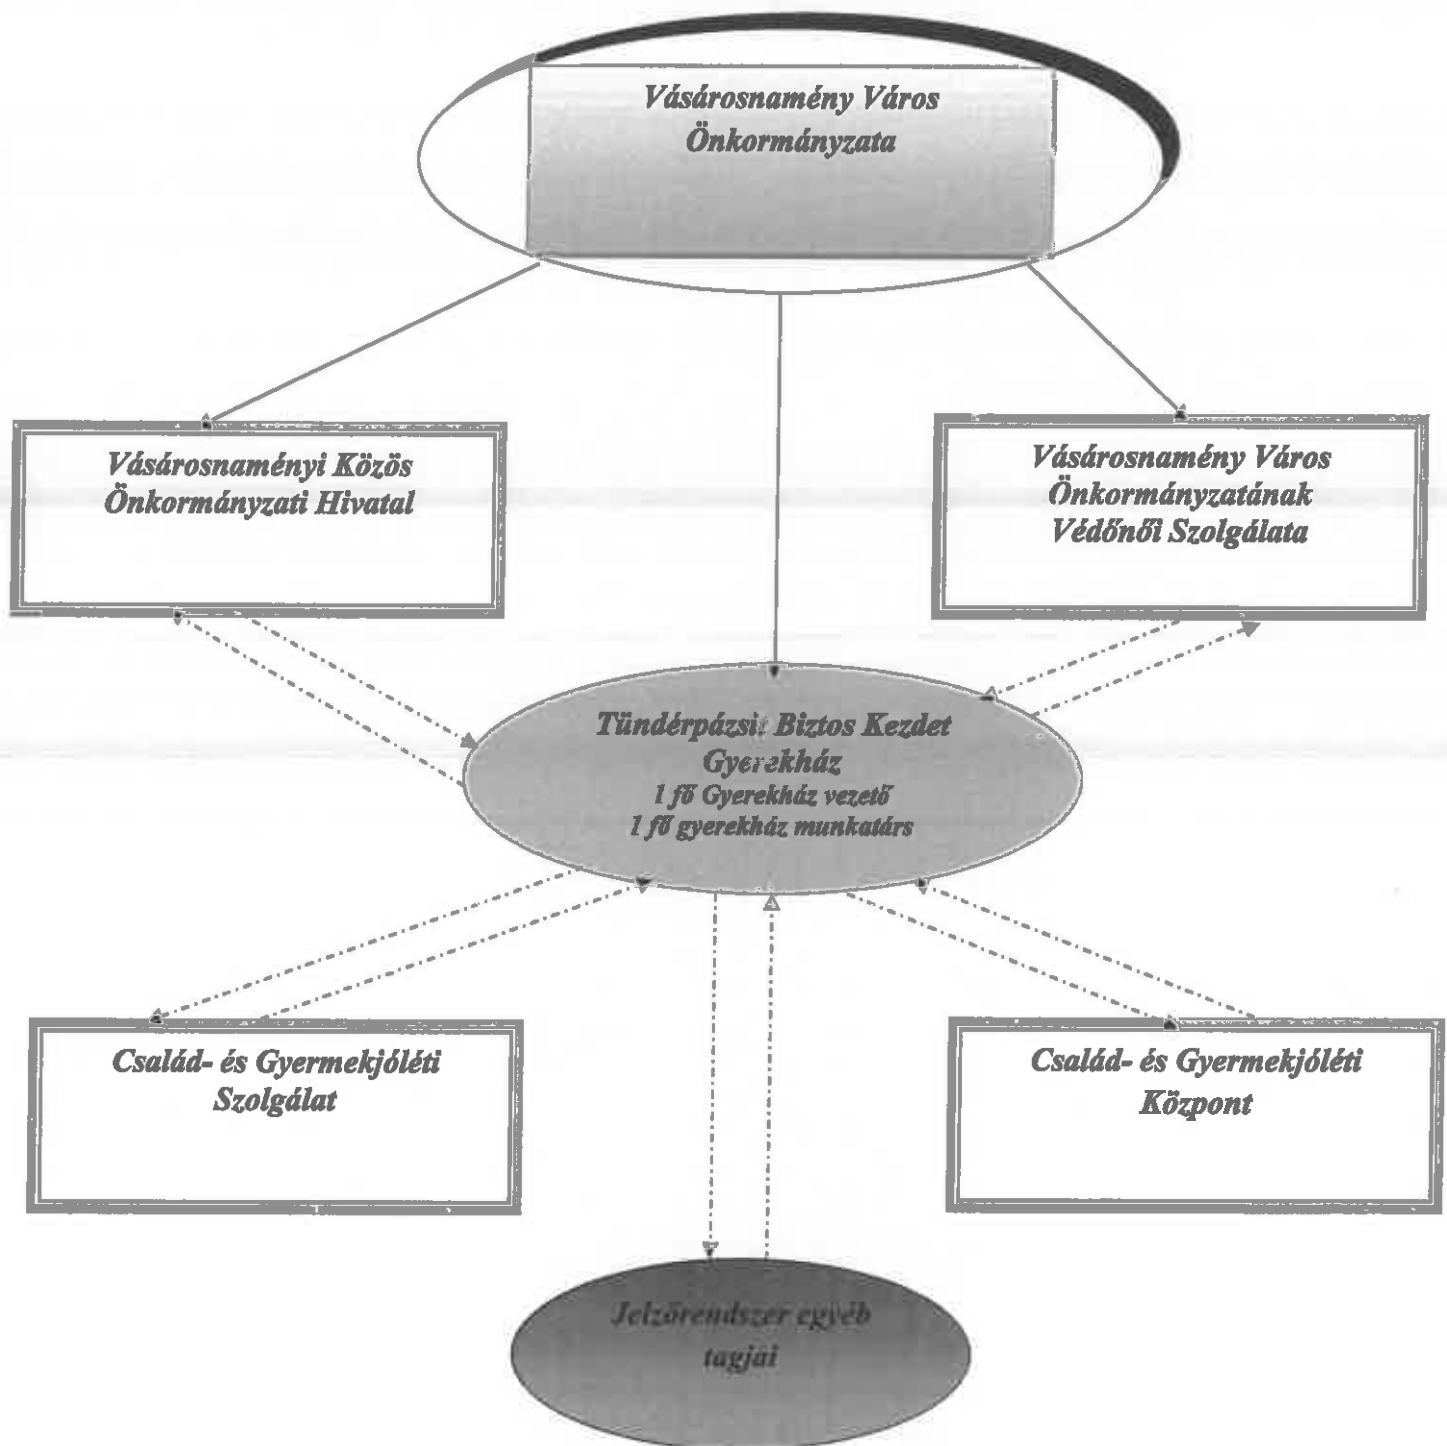 Vásárosnamény Város
Önkormányzata
Vásárosnaményi Közös
Önkormányzati Hivatal
Vásárosnamény Város
Önkormányzatának
Védőnői Szolgálata
Tündérpázsit Biztos Kezdet
Gyerekház
1 fő Gyerekház vezető
1 fő gyerekház munkatárs
Család- és Gyermekjóléti
Szolgálat
Család- és Gyermekjóléti
Központ
Jelzőrendszer egyéb
tagjai